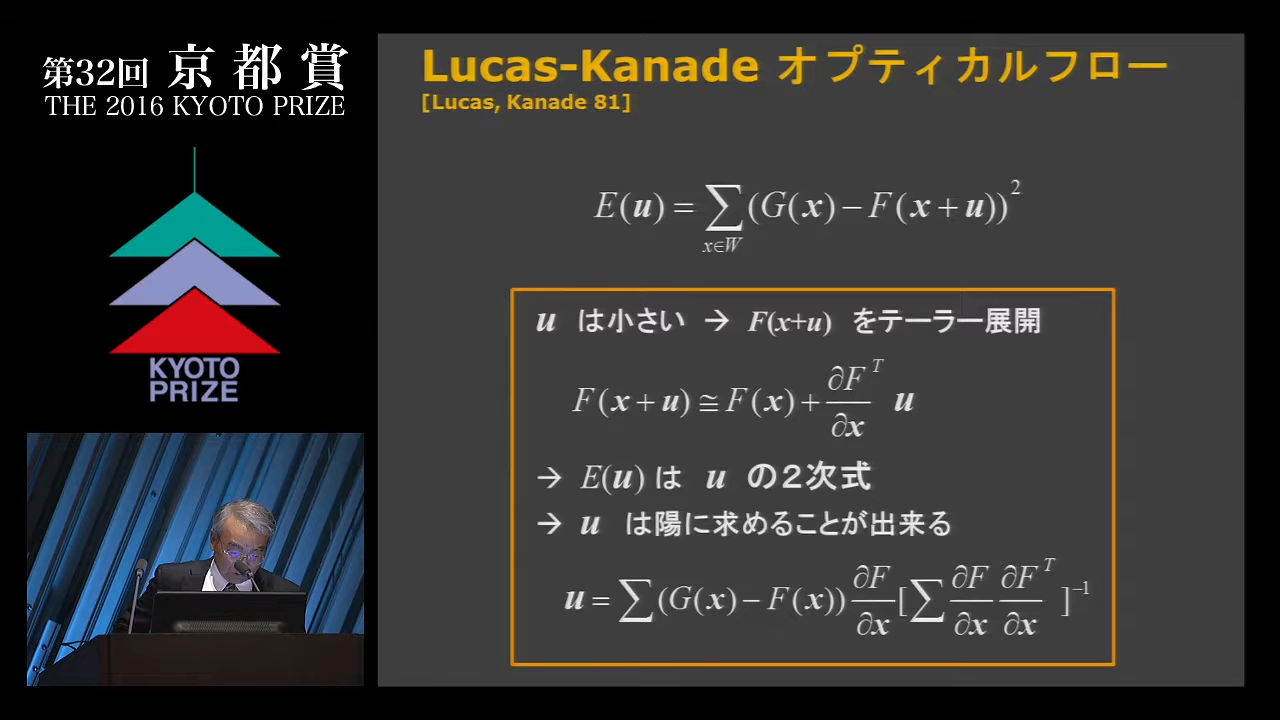 第32回 京都賞
THE 2016 KYOTO PRIZE
KYOTO
PRIZE
Lucas-Kanade オプティカルフロー
[Lucas, Kanade 81]
E(u) = ∑_{x∈W} (G(x) − F(x + u))²
u は小さい → F(x+u) をテーラー展開
F(x + u) ≅ F(x) + ∂F/∂x ᵀ u
→ E(u) は u の２次式
→ u は陽に求めることが出来る
u = ∑(G(x) − F(x)) ∂F/∂x [∑ ∂F/∂x ∂F/∂x ᵀ ]⁻¹